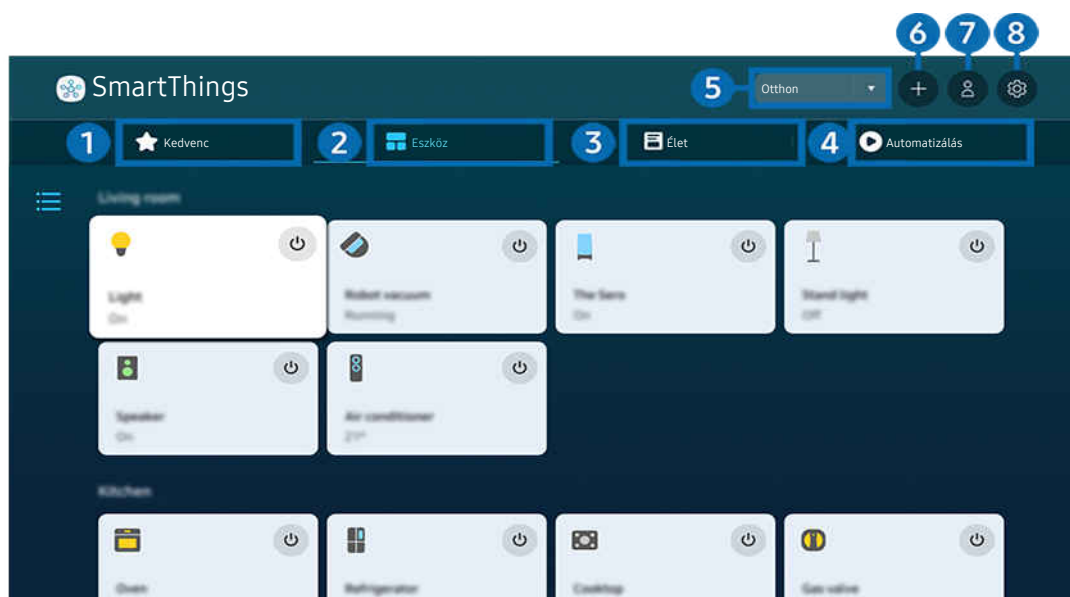 6 7 8
SmartThings
5 Otthon
1 Kedvenc 2 Eszköz 3 Élet 4 Automatizálás
Living room
Light Robot vacuum The Sero Stand light
On Running On Off
Speaker Air conditioner
On
Kitchen
Oven Refrigerator Cooktop Gas valve